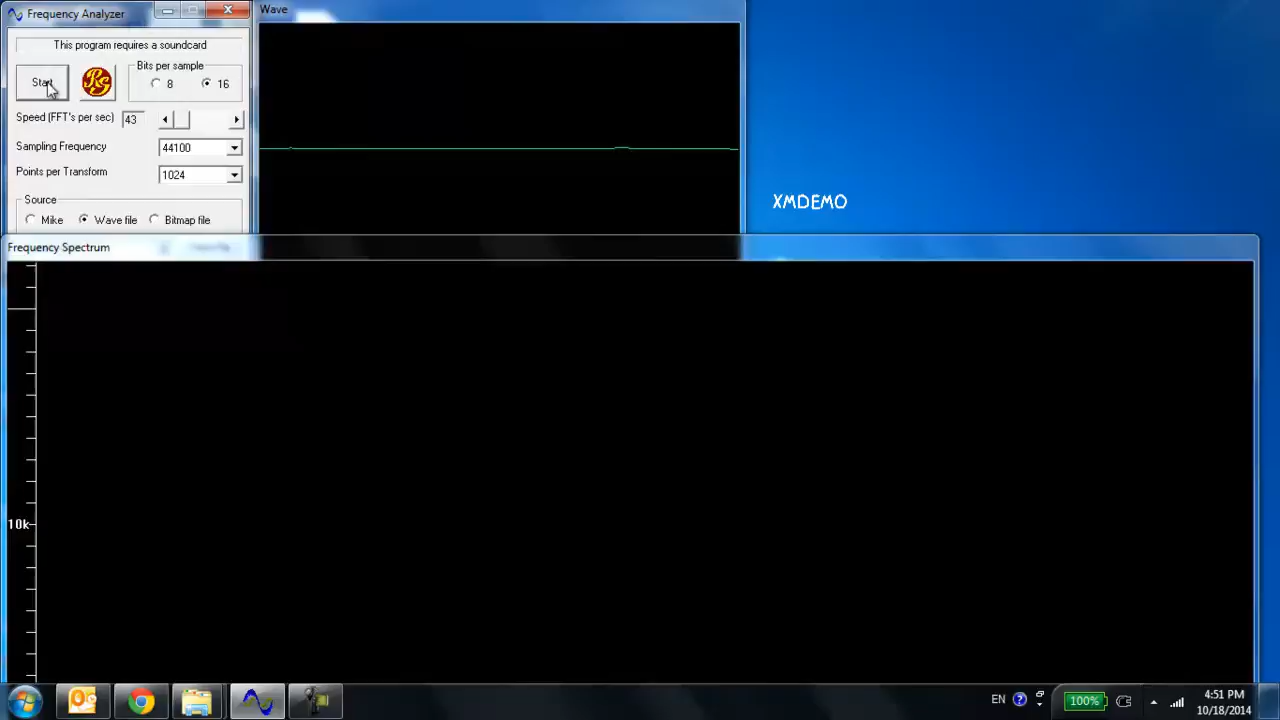 Frequency Analyzer
Wave
This program requires a soundcard
Start
RS
Bits per sample
8
16
Speed (FFT's per sec)
43
Sampling Frequency
44100
Points per Transform
1024
Source
Mike
Wave file
Bitmap file
XMDEMO
Frequency Spectrum
10k
EN
100%
4:51 PM
10/18/2014